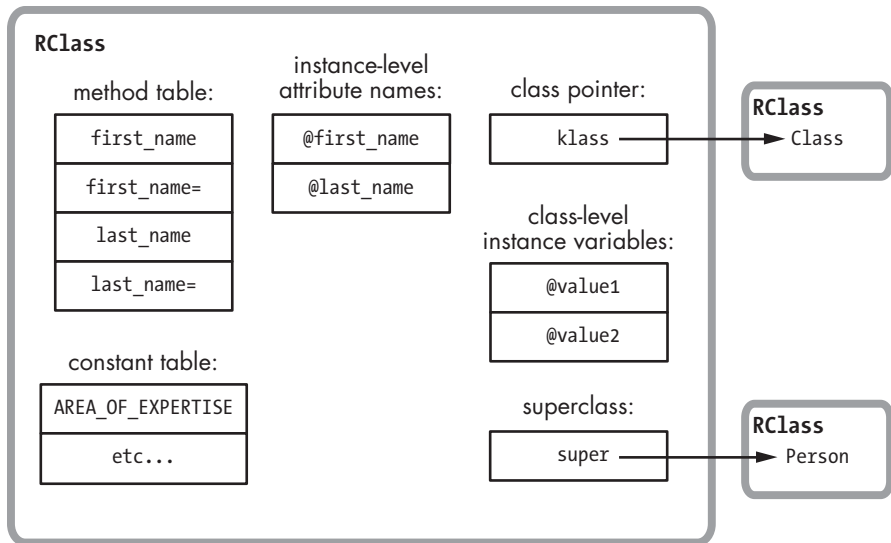 RClass
method table:
first_name
first_name=
last_name
last_name=
instance-level
attribute names:
@first_name
@last_name
class pointer:
klass
RClass
Class
class-level
instance variables:
@value1
@value2
constant table:
AREA_OF_EXPERTISE
etc...
superclass:
super
RClass
Person